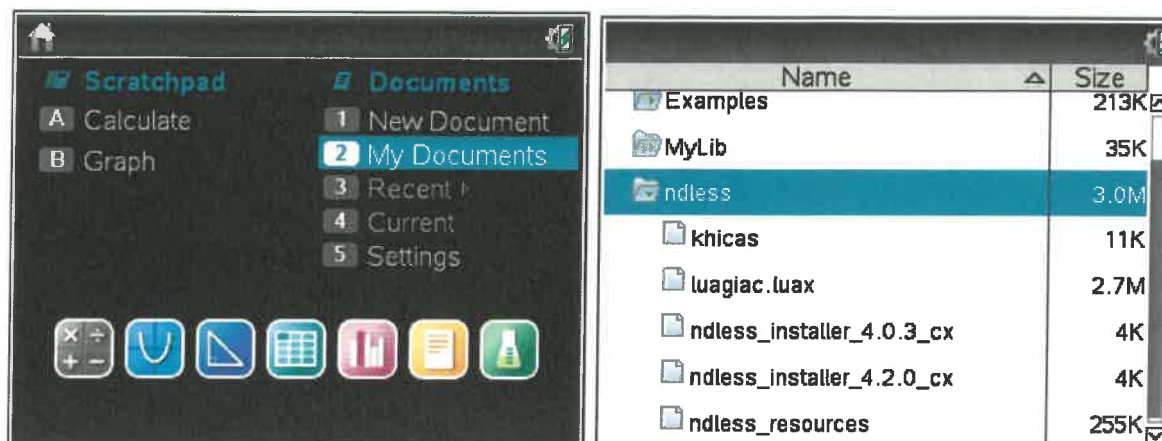 Scratchpad
Documents
A Calculate
1 New Document
B Graph
2 My Documents
3 Recent
4 Current
5 Settings
Name Size
Examples 213K
MyLib 35K
ndless 3.0M
khicas 11K
luagiac.luax 2.7M
ndless_installer_4.0.3_cx 4K
ndless_installer_4.2.0_cx 4K
ndless_resources 255K